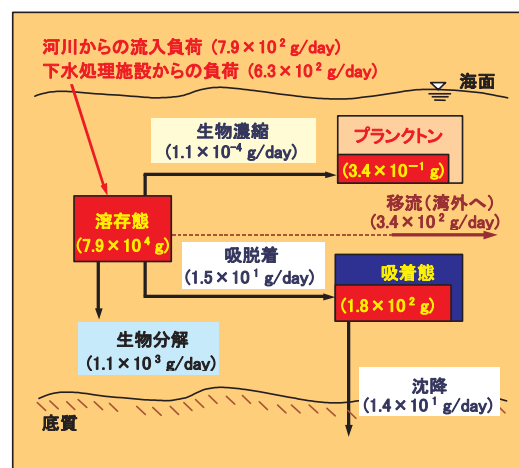 河川からの流入負荷 (7.9×10² g/day)
下水処理施設からの負荷 (6.3×10² g/day)
海面
生物濃縮
(1.1×10⁻⁴ g/day)
プランクトン
(3.4×10⁻¹ g)
移流(湾外へ)
(3.4×10² g/day)
溶存態
(7.9×10⁴ g)
吸脱着
(1.5×10¹ g/day)
吸着態
(1.8×10² g)
生物分解
(1.1×10³ g/day)
沈降
(1.4×10¹ g/day)
底質